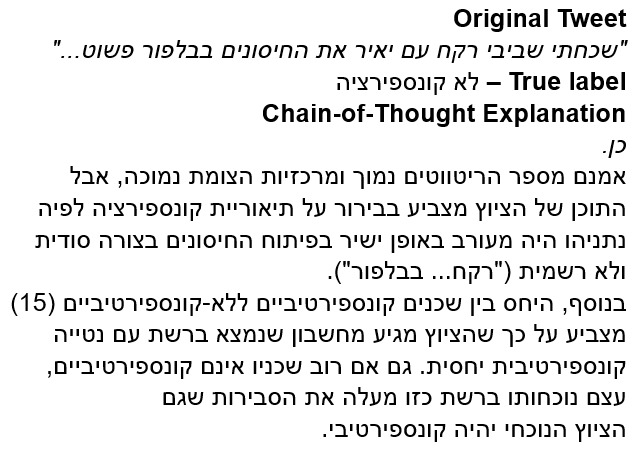 Original Tweet
"שכחתי שביבי רקח עם יאיר את החיסונים בבלפור פשוט..."
True label – לא קונספירציה
Chain-of-Thought Explanation
כן.
אמנם מספר הריטווטים נמוך ומרכזיות הצומת נמוכה, אבל
התוכן של הציוץ מצביע בבירור על תיאוריית קונספירציה לפיה
נתניהו היה מעורב באופן ישיר בפיתוח החיסונים בצורה סודית
ולא רשמית ("רקח... בבלפור").
בנוסף, היחס בין שכנים קונספירטיביים ללא-קונספירטיביים (15)
מצביע על כך שהציוץ מגיע מחשבון שנמצא ברשת עם נטייה
קונספירטיבית יחסית. גם אם רוב שכניו אינם קונספירטיביים,
עצם נוכחותו ברשת כזו מעלה את הסבירות שגם
הציוץ הנוכחי יהיה קונספירטיבי.